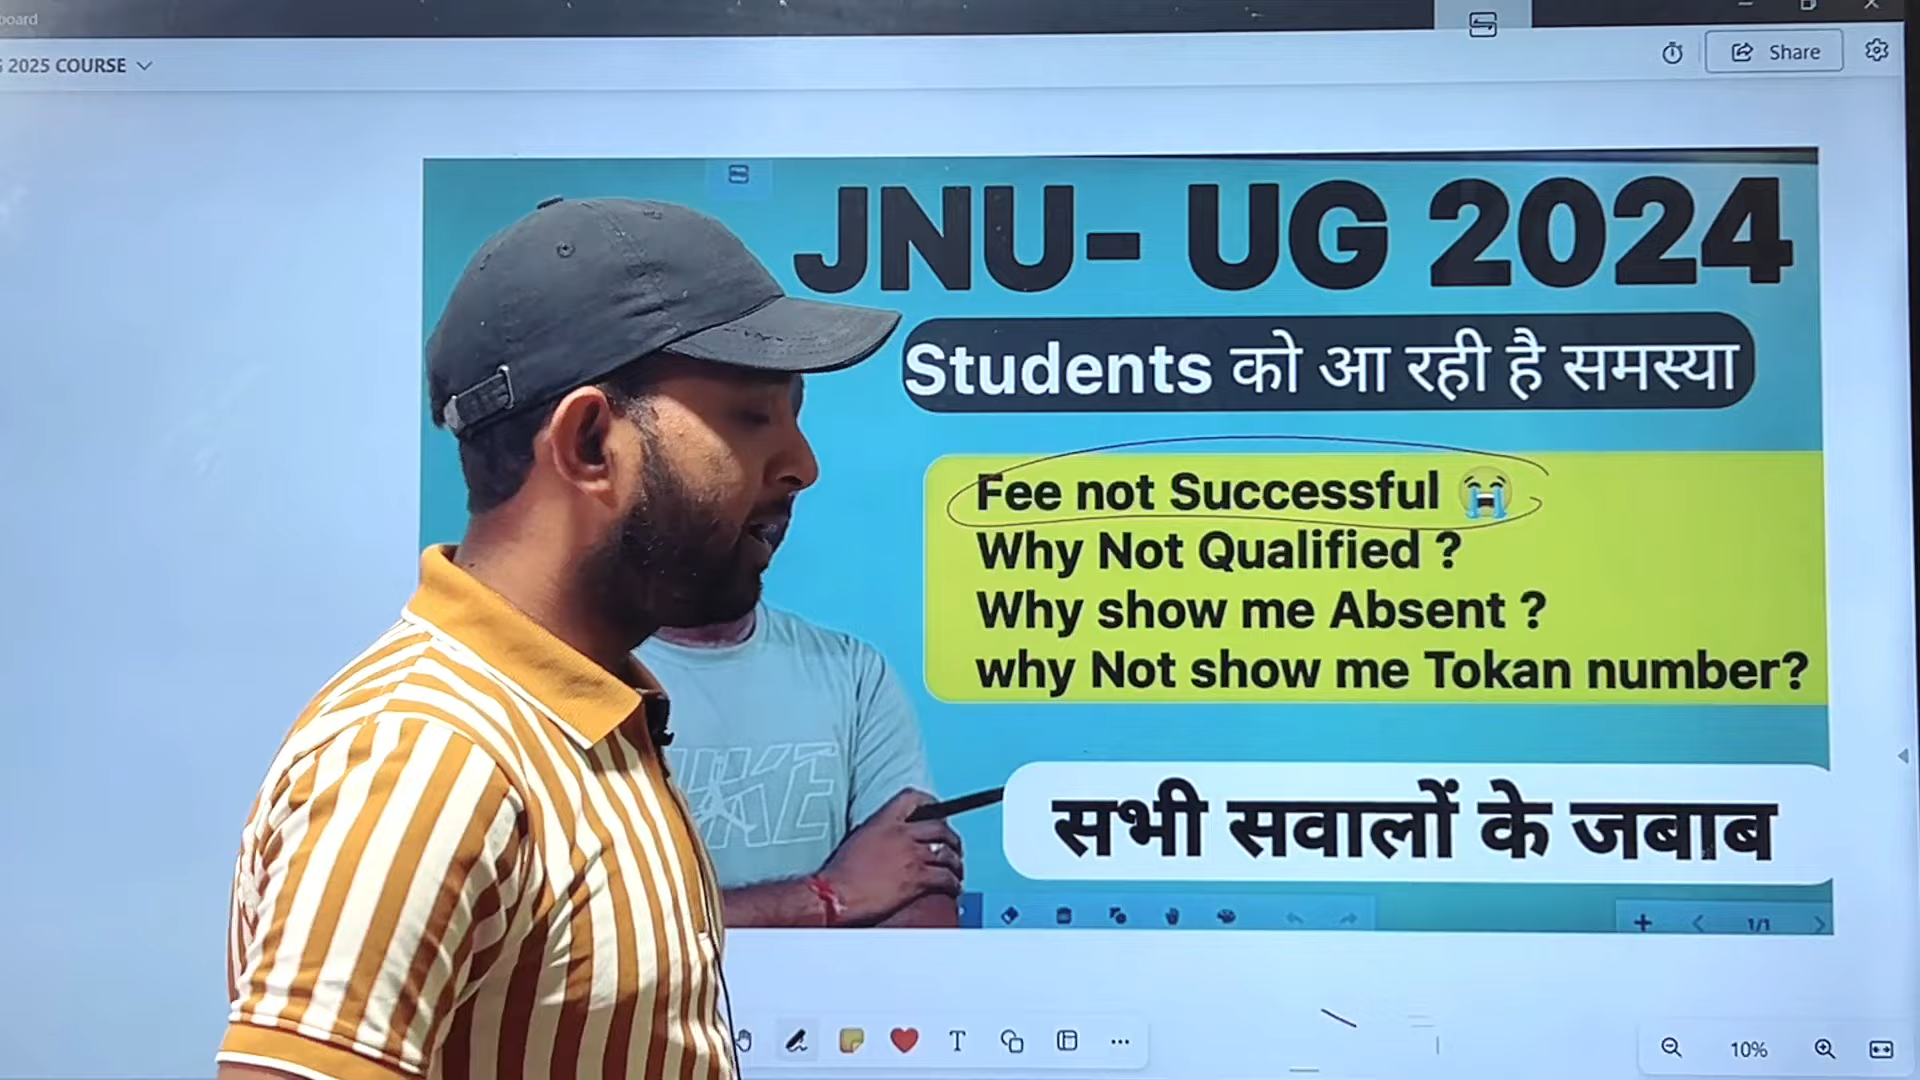 board
2025 COURSE
Share
JNU- UG 2024
Students को आ रही है समस्या
Fee not Successful 😭
Why Not Qualified ?
Why show me Absent ?
why Not show me Tokan number?
सभी सवालों के जबाब
1/1
10%